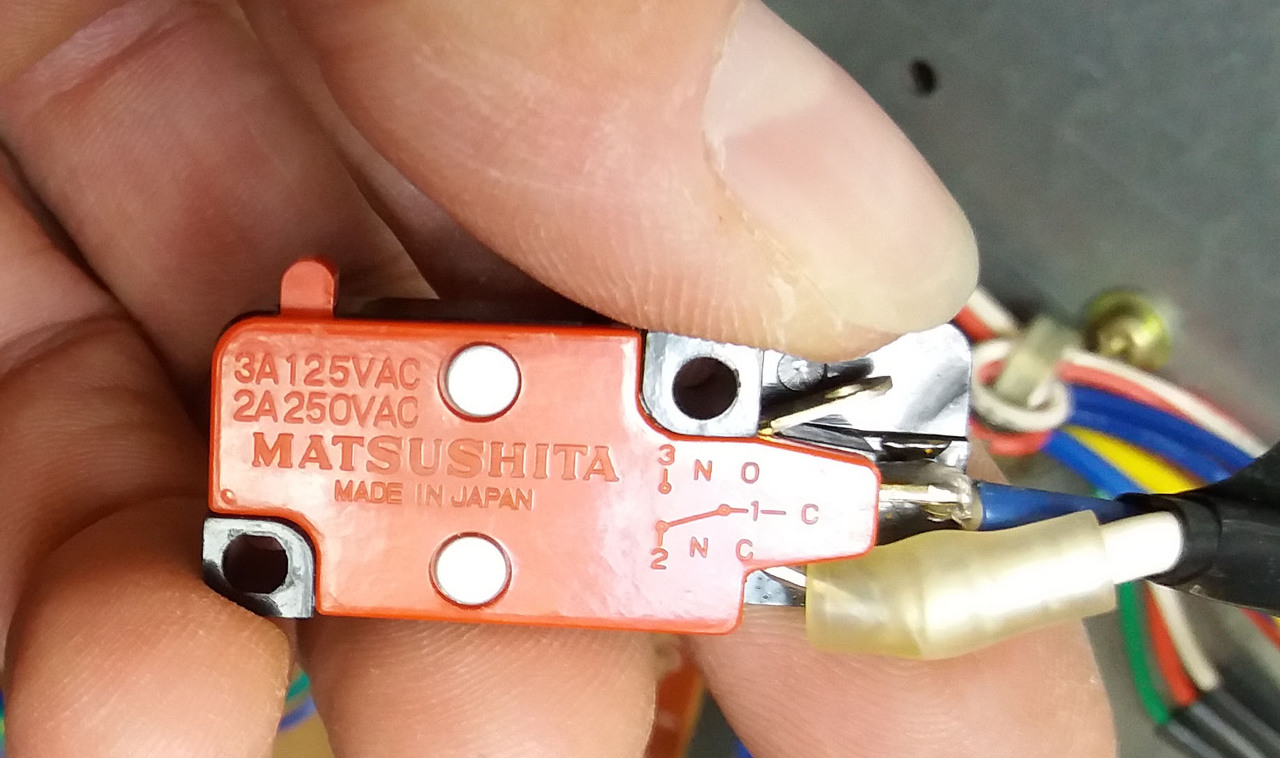 3A125VAC
2A250VAC
MATSUSHITA
MADE IN JAPAN
3 N O
1 C
2 N C